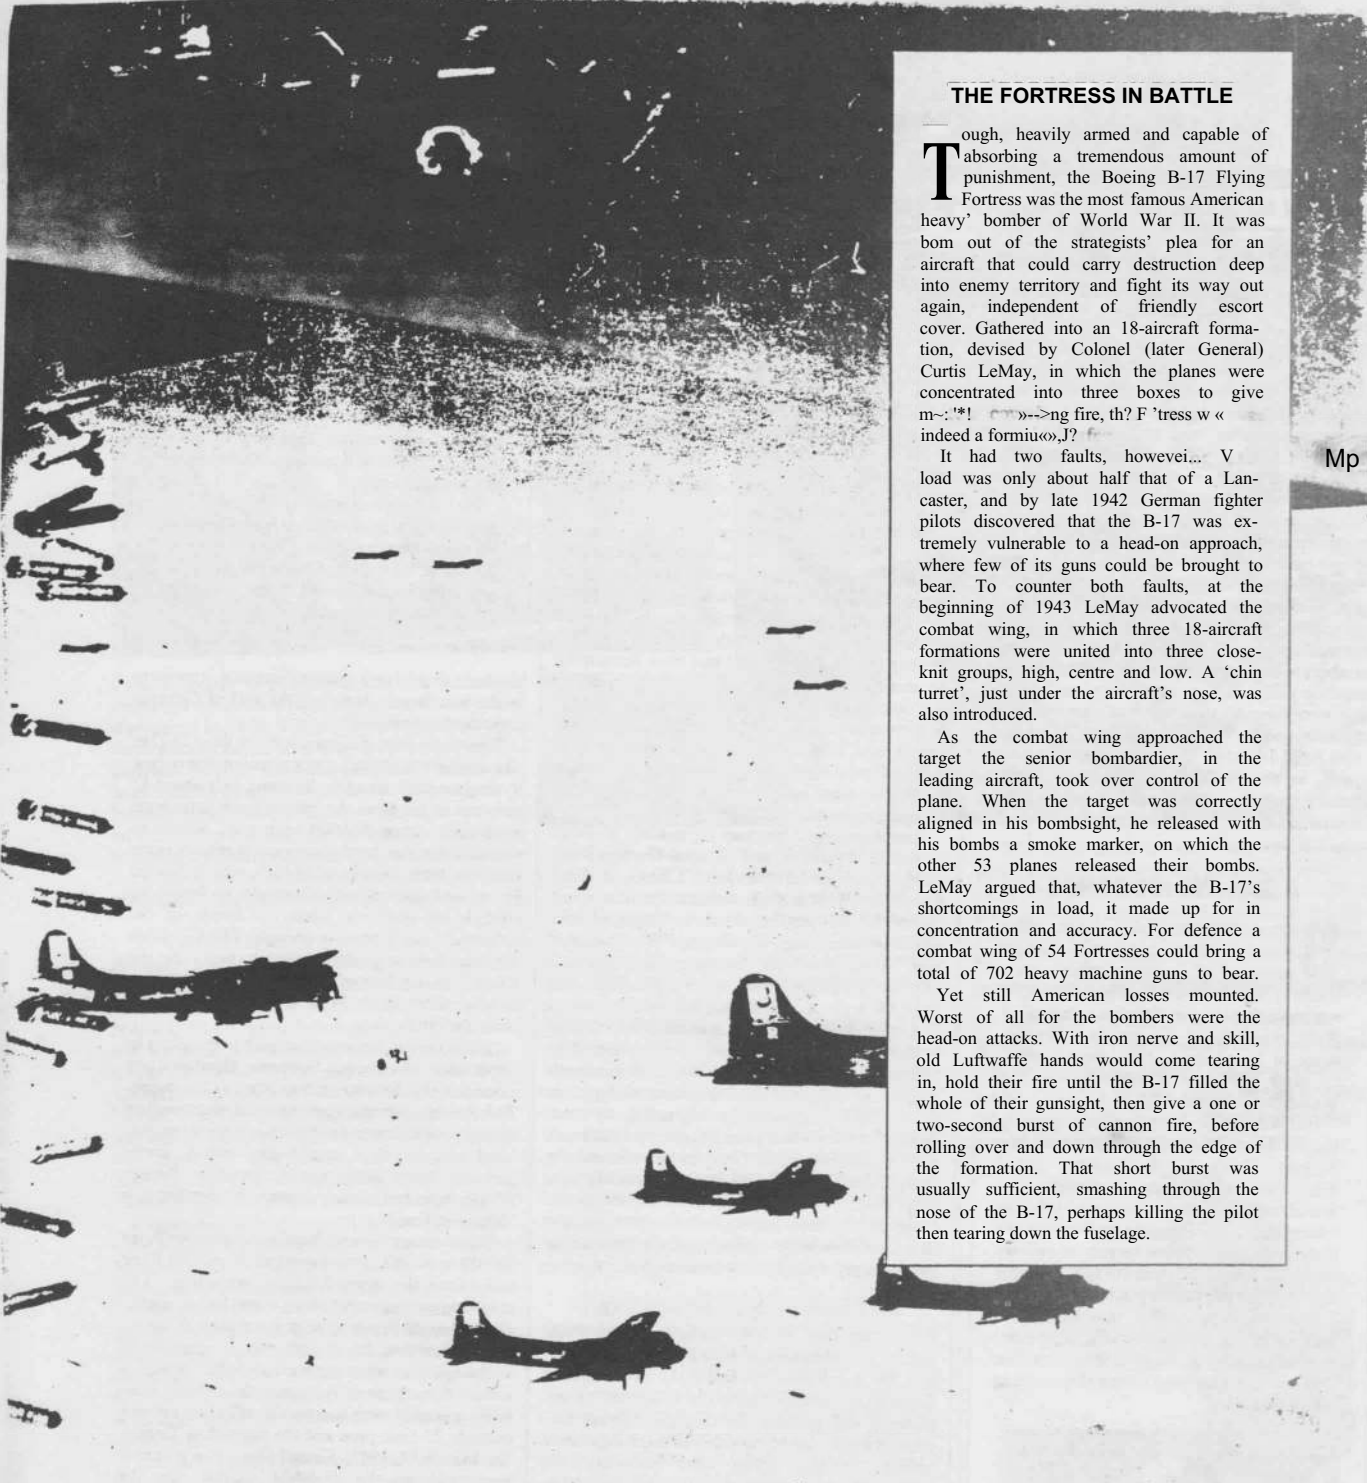 THE FORTRESS IN BATTLE
Tough, heavily armed and capable of
absorbing a tremendous amount of
punishment, the Boeing B-17 Flying
Fortress was the most famous American
heavy’ bomber of World War II. It was
bom out of the strategists’ plea for an
aircraft that could carry destruction deep
into enemy territory and fight its way out
again, independent of friendly escort
cover. Gathered into an 18-aircraft forma-
tion, devised by Colonel (later General)
Curtis LeMay, in which the planes were
concentrated into three boxes to give
m~: '*! »-->ng fire, th? F ’tress w «
indeed a formiu«»,J?
It had two faults, howevei... V
load was only about half that of a Lan-
caster, and by late 1942 German fighter
pilots discovered that the B-17 was ex-
tremely vulnerable to a head-on approach,
where few of its guns could be brought to
bear. To counter both faults, at the
beginning of 1943 LeMay advocated the
combat wing, in which three 18-aircraft
formations were united into three close-
knit groups, high, centre and low. A ‘chin
turret’, just under the aircraft’s nose, was
also introduced.
As the combat wing approached the
target the senior bombardier, in the
leading aircraft, took over control of the
plane. When the target was correctly
aligned in his bombsight, he released with
his bombs a smoke marker, on which the
other 53 planes released their bombs.
LeMay argued that, whatever the B-17’s
shortcomings in load, it made up for in
concentration and accuracy. For defence a
combat wing of 54 Fortresses could bring a
total of 702 heavy machine guns to bear.
Yet still American losses mounted.
Worst of all for the bombers were the
head-on attacks. With iron nerve and skill,
old Luftwaffe hands would come tearing
in, hold their fire until the B-17 filled the
whole of their gunsight, then give a one or
two-second burst of cannon fire, before
rolling over and down through the edge of
the formation. That short burst was
usually sufficient, smashing through the
nose of the B-17, perhaps killing the pilot
then tearing down the fuselage.
Mp